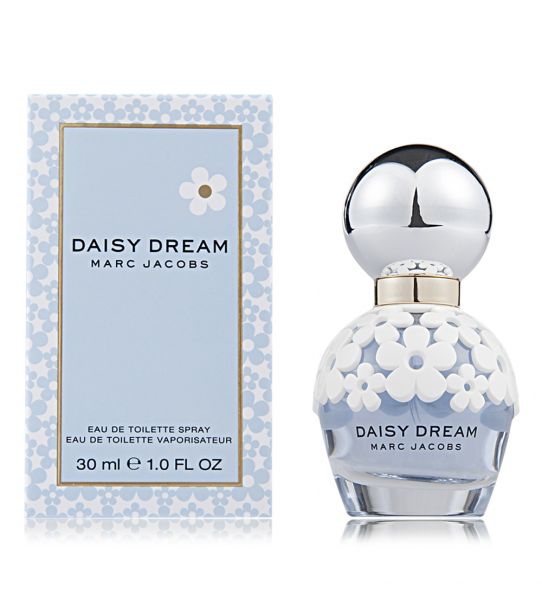 DAISY DREAM
MARC JACOBS
EAU DE TOILETTE SPRAY
EAU DE TOILETTE VAPORISATEUR
30 ml ℮ 1.0 FL OZ
DAISY DREAM
MARC JACOBS